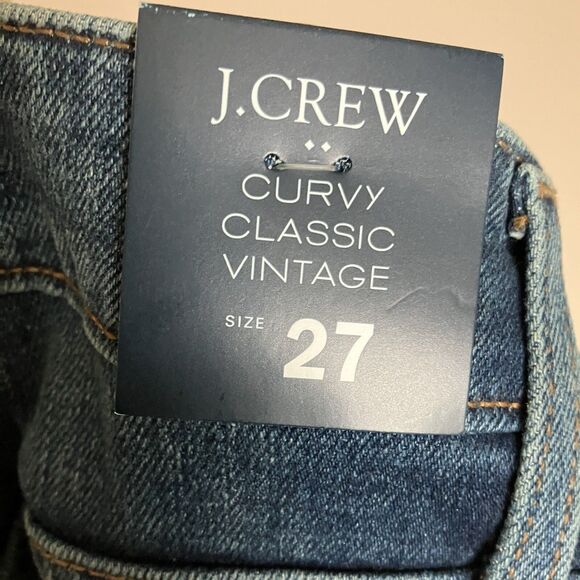 J.CREW
CURVY
CLASSIC
VINTAGE
SIZE 27